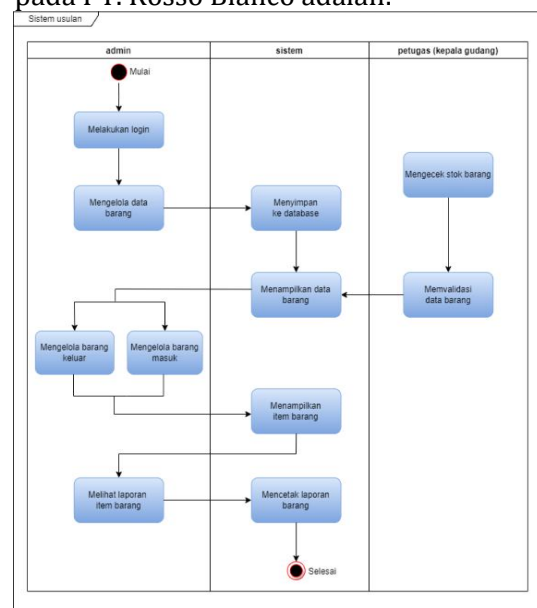 pada PT. Rosso Bianco adalah:
Sistem usulan
admin
sistem
petugas (kepala gudang)
Mulai
Melakukan login
Mengecek stok barang
Mengelola data
barang
Menyimpan
ke database
Menampilkan data
barang
Memvalidasi
data barang
Mengelola barang
keluar
Mengelola barang
masuk
Menampilkan
item barang
Melihat laporan
item barang
Mencetak laporan
barang
Selesai